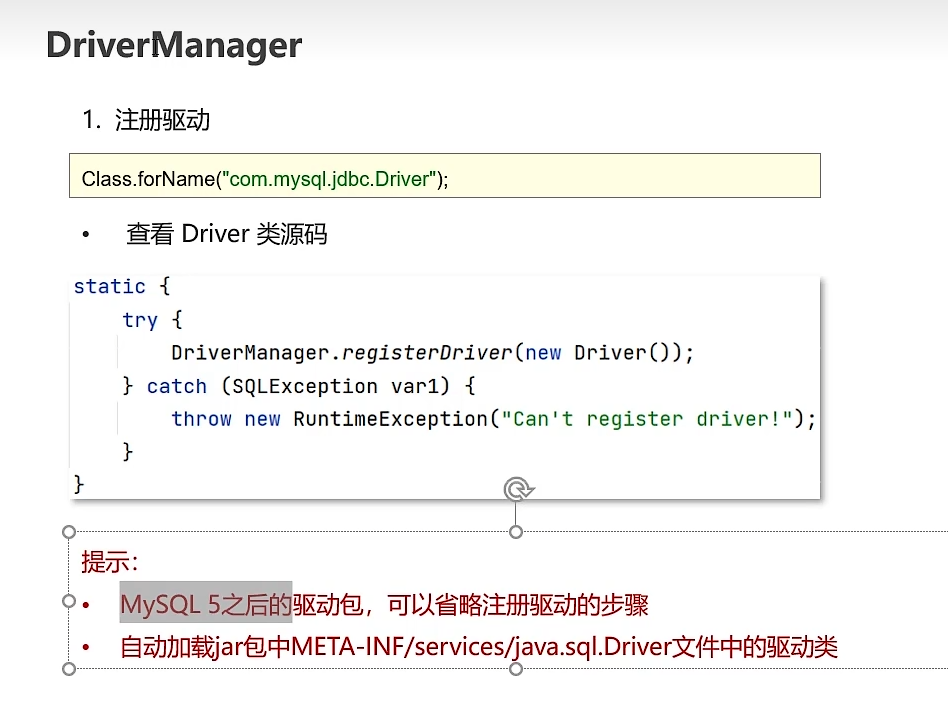 DriverManager
1. 注册驱动
Class.forName("com.mysql.jdbc.Driver");
• 查看 Driver 类源码
static {
try {
DriverManager.registerDriver(new Driver());
} catch (SQLException var1) {
throw new RuntimeException("Can't register driver!");
}
}
提示：
• MySQL 5之后的驱动包，可以省略注册驱动的步骤
• 自动加载jar包中META-INF/services/java.sql.Driver文件中的驱动类